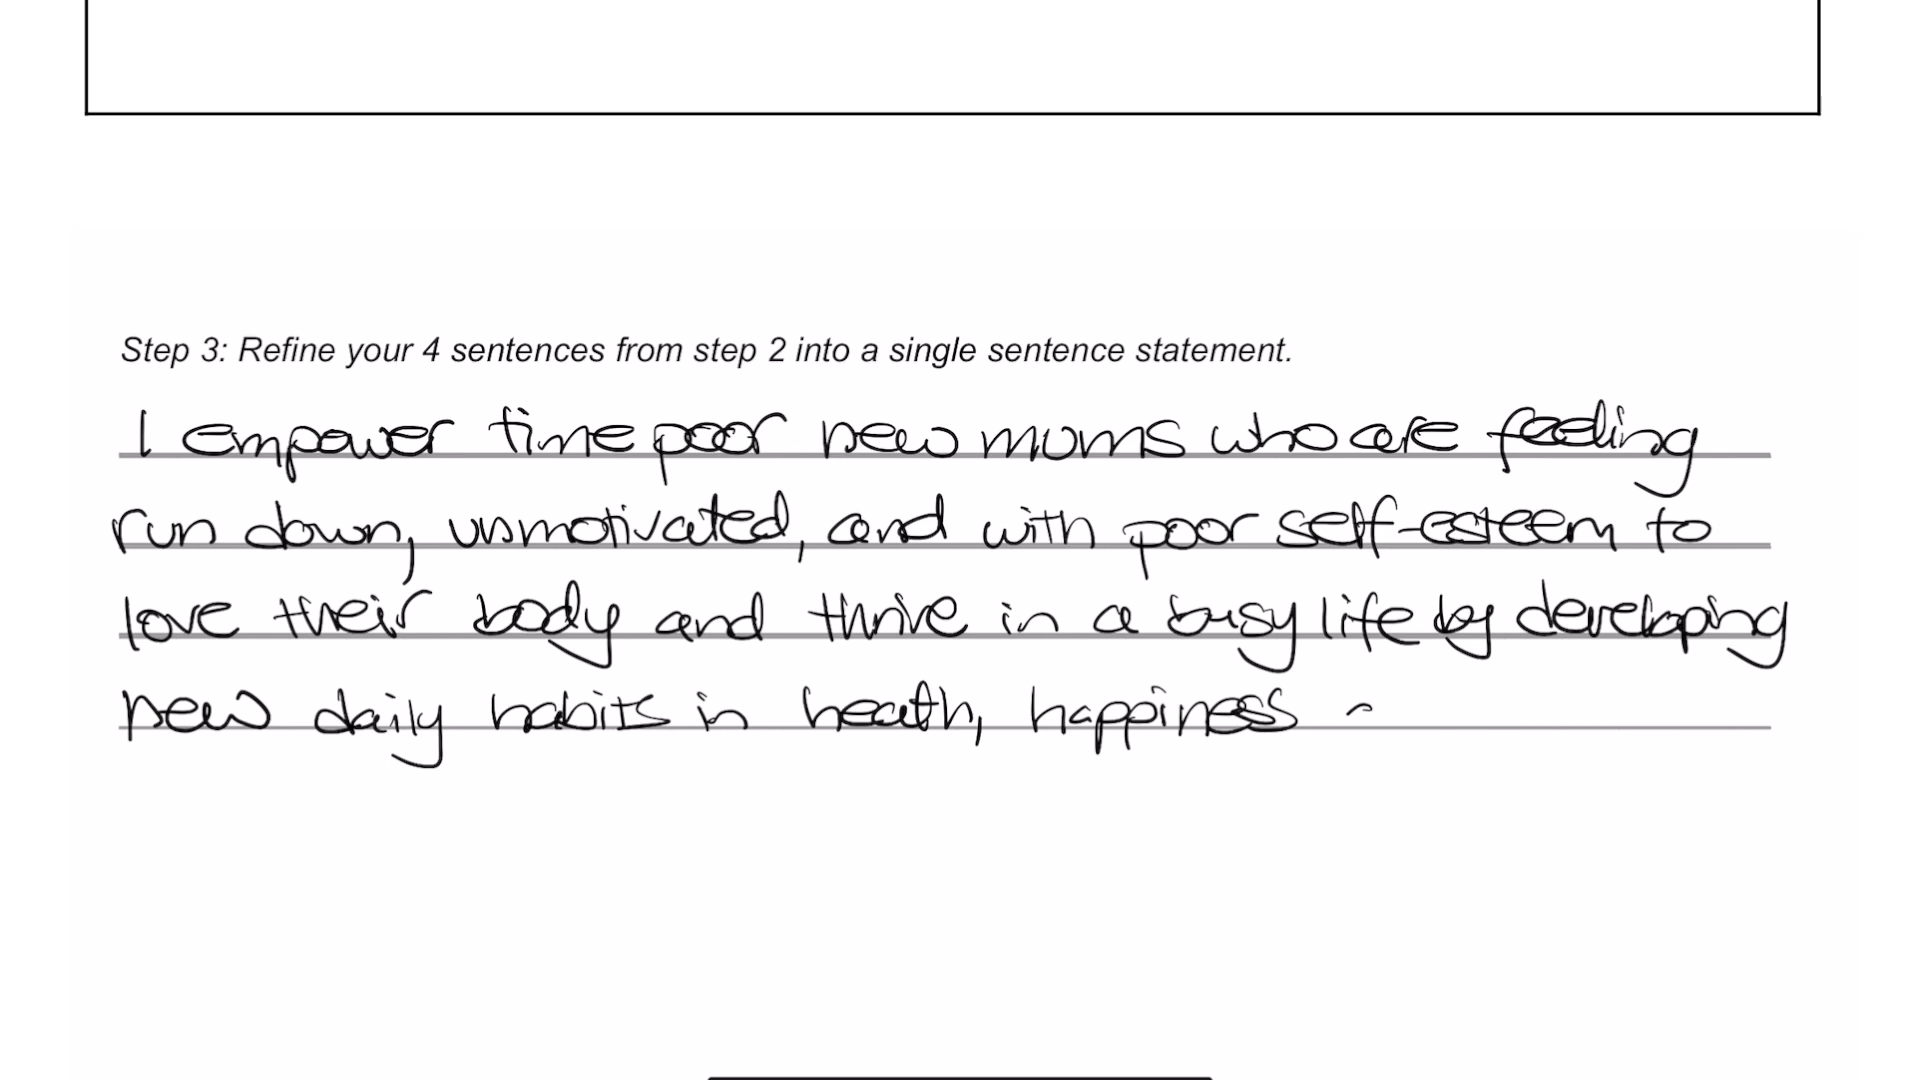 Step 3: Refine your 4 sentences from step 2 into a single sentence statement.
I empower time poor new mums who are feeling
run down, unmotivated, and with poor self-esteem to
love their body and thrive in a busy life by developing
new daily habits in health, happiness